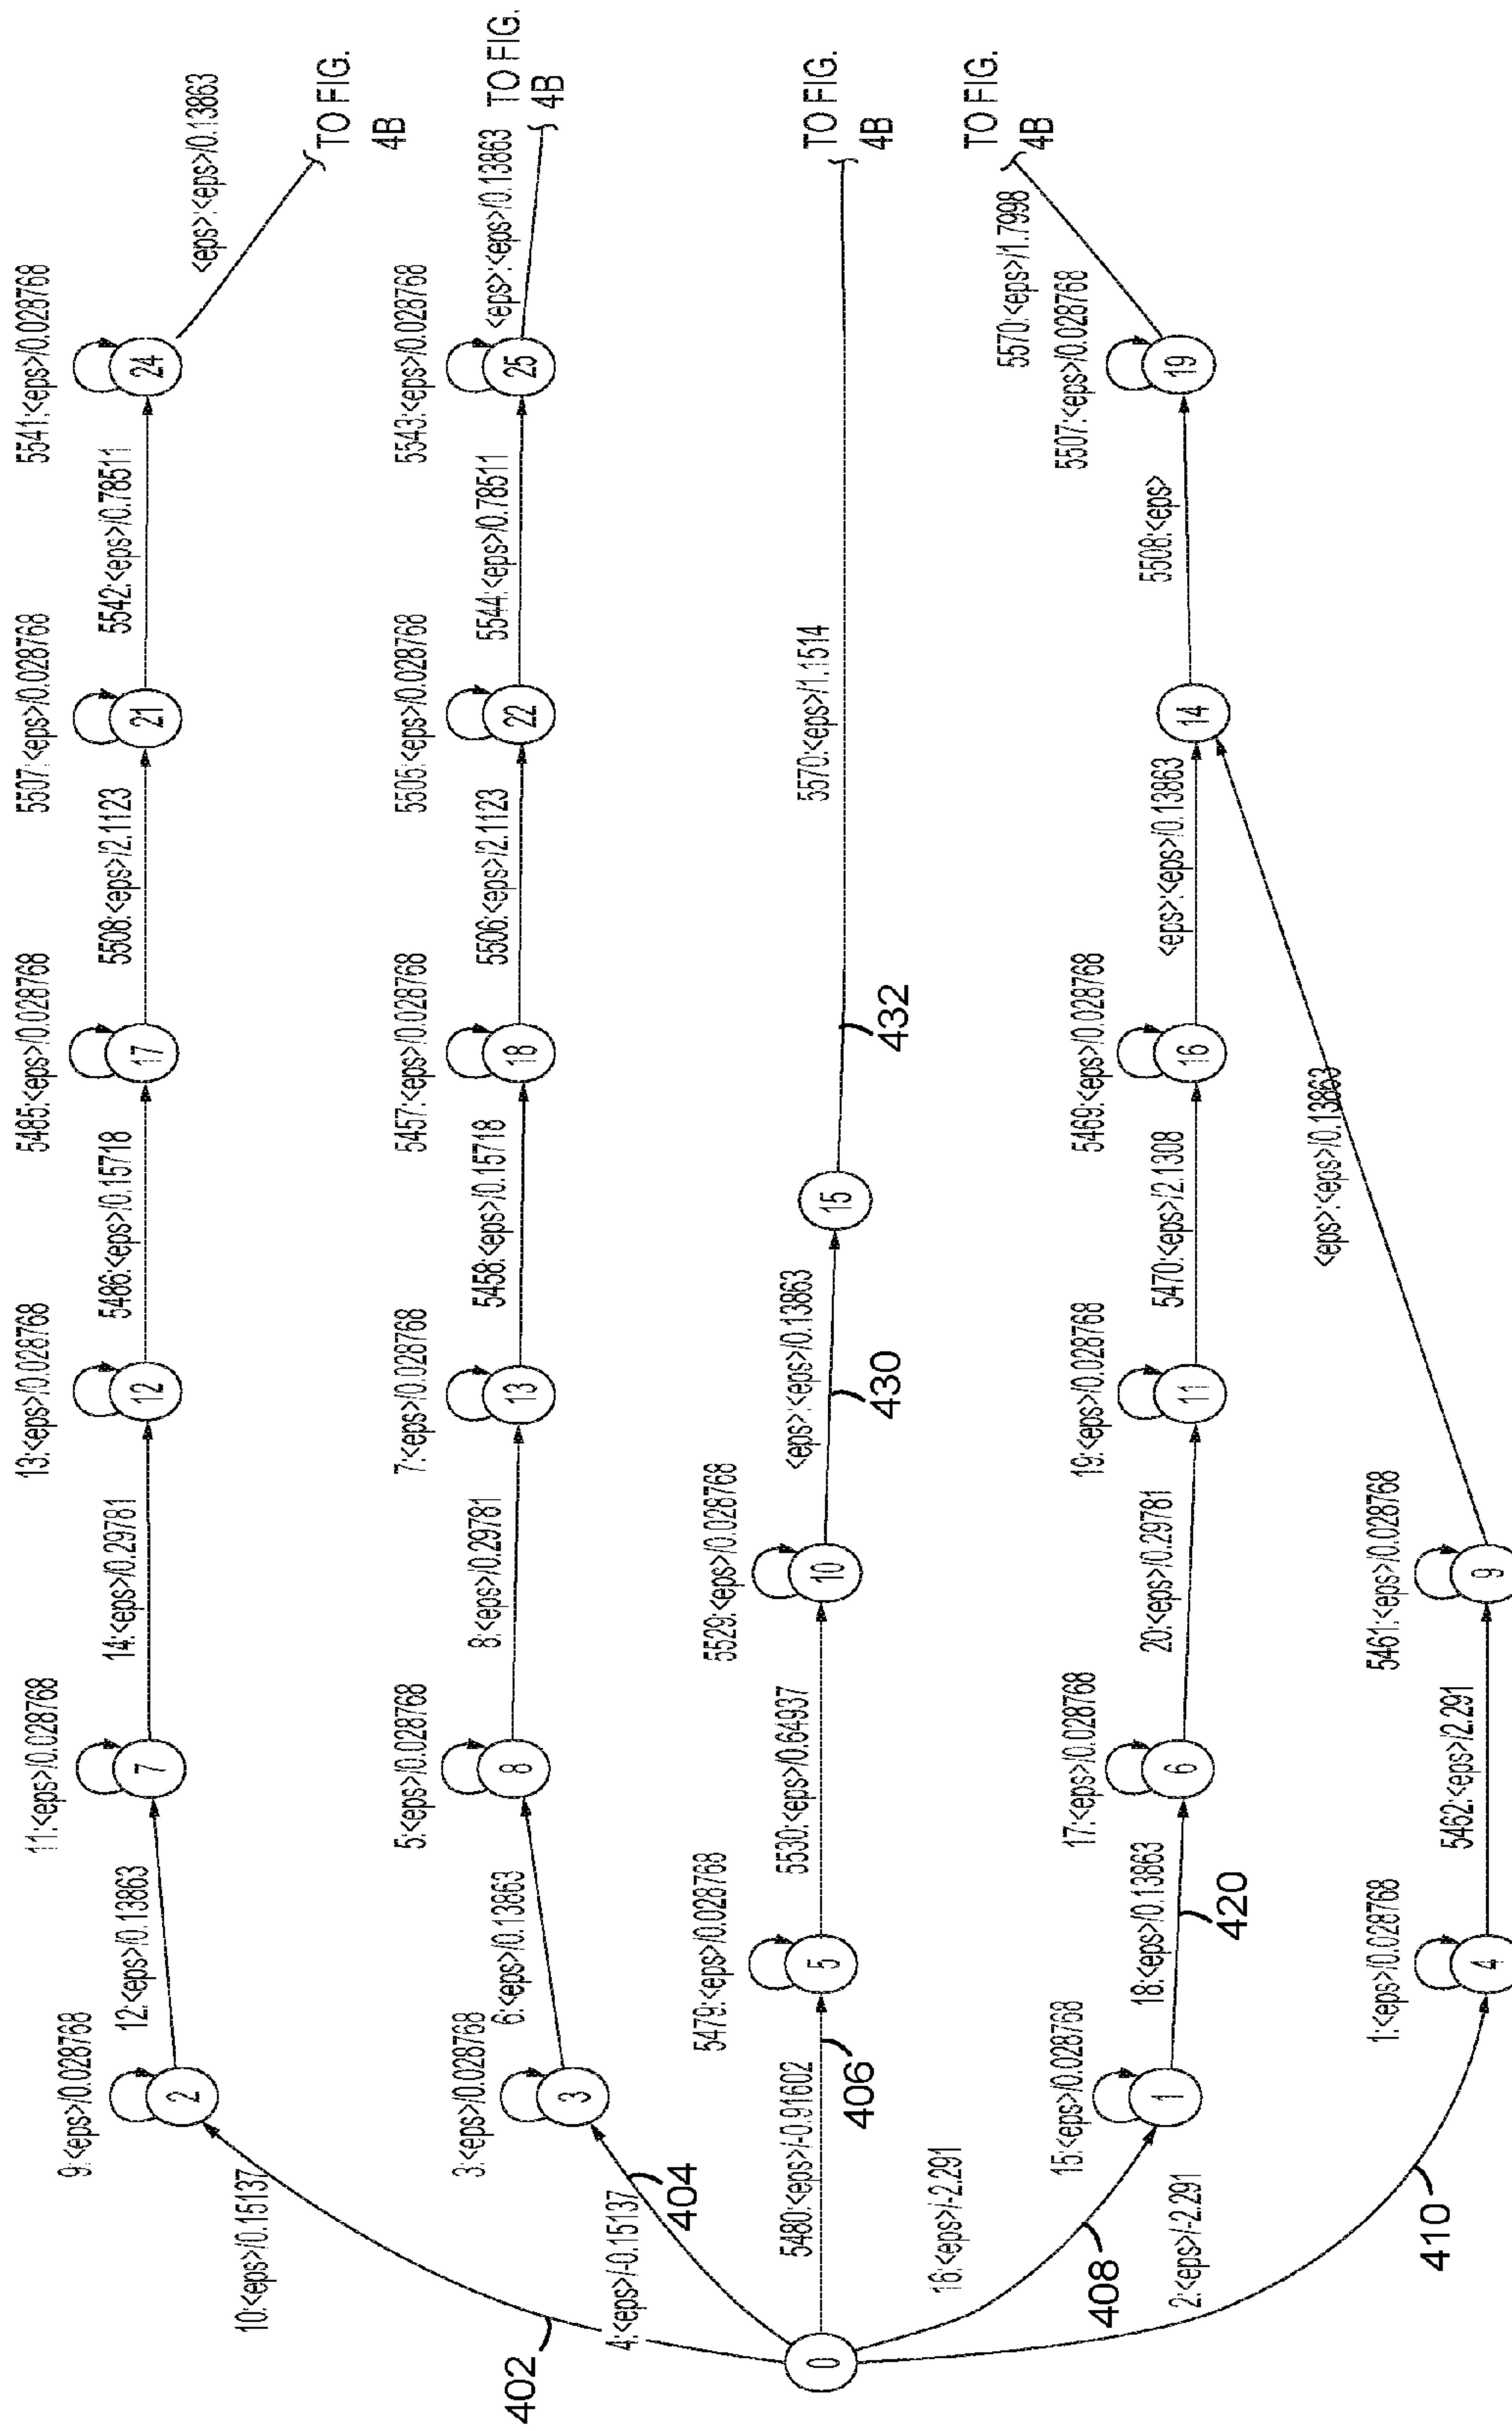 10:<eps>/0.15137
402
9:<eps>/0.028768
2
12:<eps>/0.13863
11:<eps>/0.028768
7
14:<eps>/0.29781
13:<eps>/0.028768
12
5486:<eps>/0.15718
5485:<eps>/0.028768
17
5508:<eps>/2.1123
5507:<eps>/0.028768
21
5542:<eps>/0.78511
5541:<eps>/0.028768
24
<eps>:<eps>/0.13863
TO FIG.
4B
4:<eps>/-0.15137
404
3:<eps>/0.028768
3
6:<eps>/0.13863
5:<eps>/0.028768
8
8:<eps>/0.29781
7:<eps>/0.028768
13
5458:<eps>/0.15718
5457:<eps>/0.028768
18
5506:<eps>/2.1123
5505:<eps>/0.028768
22
5544:<eps>/0.78511
5543:<eps>/0.028768
25
<eps>:<eps>/0.13863
TO FIG.
4B
0
5480:<eps>/-0.91602
406
5479:<eps>/0.028768
5
5530:<eps>/0.64937
5529:<eps>/0.028768
10
<eps>:<eps>/0.13863
430
15
432
5570:<eps>/1.1514
TO FIG.
4B
16:<eps>/-2.291
408
15:<eps>/0.028768
1
18:<eps>/0.13863
420
17:<eps>/0.028768
6
20:<eps>/0.29781
19:<eps>/0.028768
11
5470:<eps>/2.1308
5469:<eps>/0.028768
16
<eps>:<eps>/0.13863
14
5508:<eps>
5507:<eps>/0.028768
19
5570:<eps>/1.7998
TO FIG.
4B
2:<eps>/-2.291
410
1:<eps>/0.028768
4
5462:<eps>/2.291
5461:<eps>/0.028768
9
<eps>:<eps>/0.13863